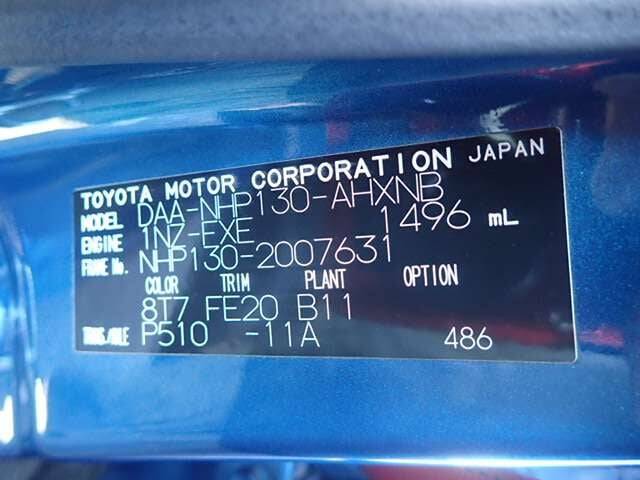 TOYOTA MOTOR CORPORATION JAPAN
MODEL DAA-NHP130-AHXNB
ENGINE 1NZ-EXE 1496 mL
FRAME No. NHP130-2007631
COLOR TRIM PLANT OPTION
8T7 FE20 B11
TRANS/AXLE P510 -11A 486